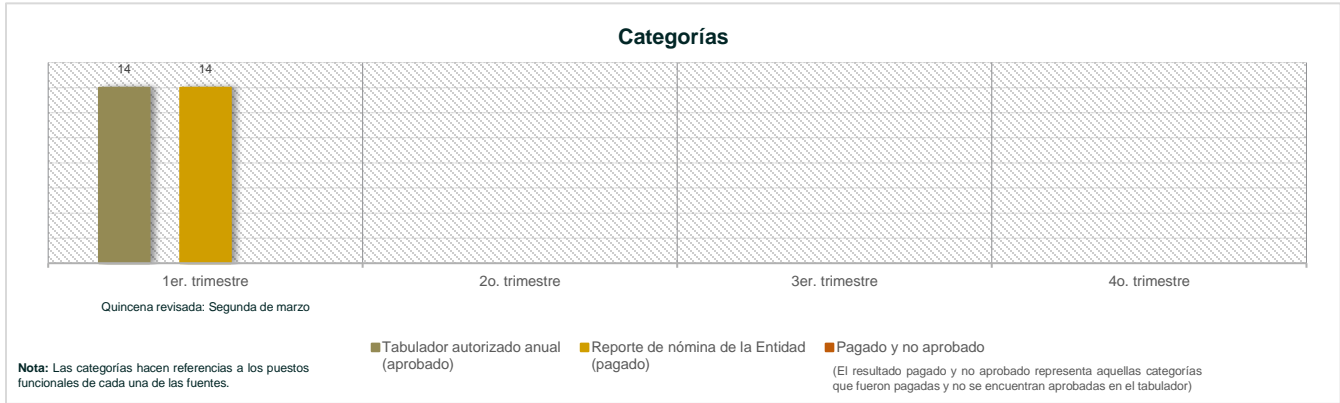 Categorías
14 14
1er. trimestre 2o. trimestre 3er. trimestre 4o. trimestre
Quincena revisada: Segunda de marzo
Tabulador autorizado anual
(aprobado)
Reporte de nómina de la Entidad
(pagado)
Pagado y no aprobado
(El resultado pagado y no aprobado representa aquellas categorías
que fueron pagadas y no se encuentran aprobadas en el tabulador)
Nota: Las categorías hacen referencias a los puestos
funcionales de cada una de las fuentes.